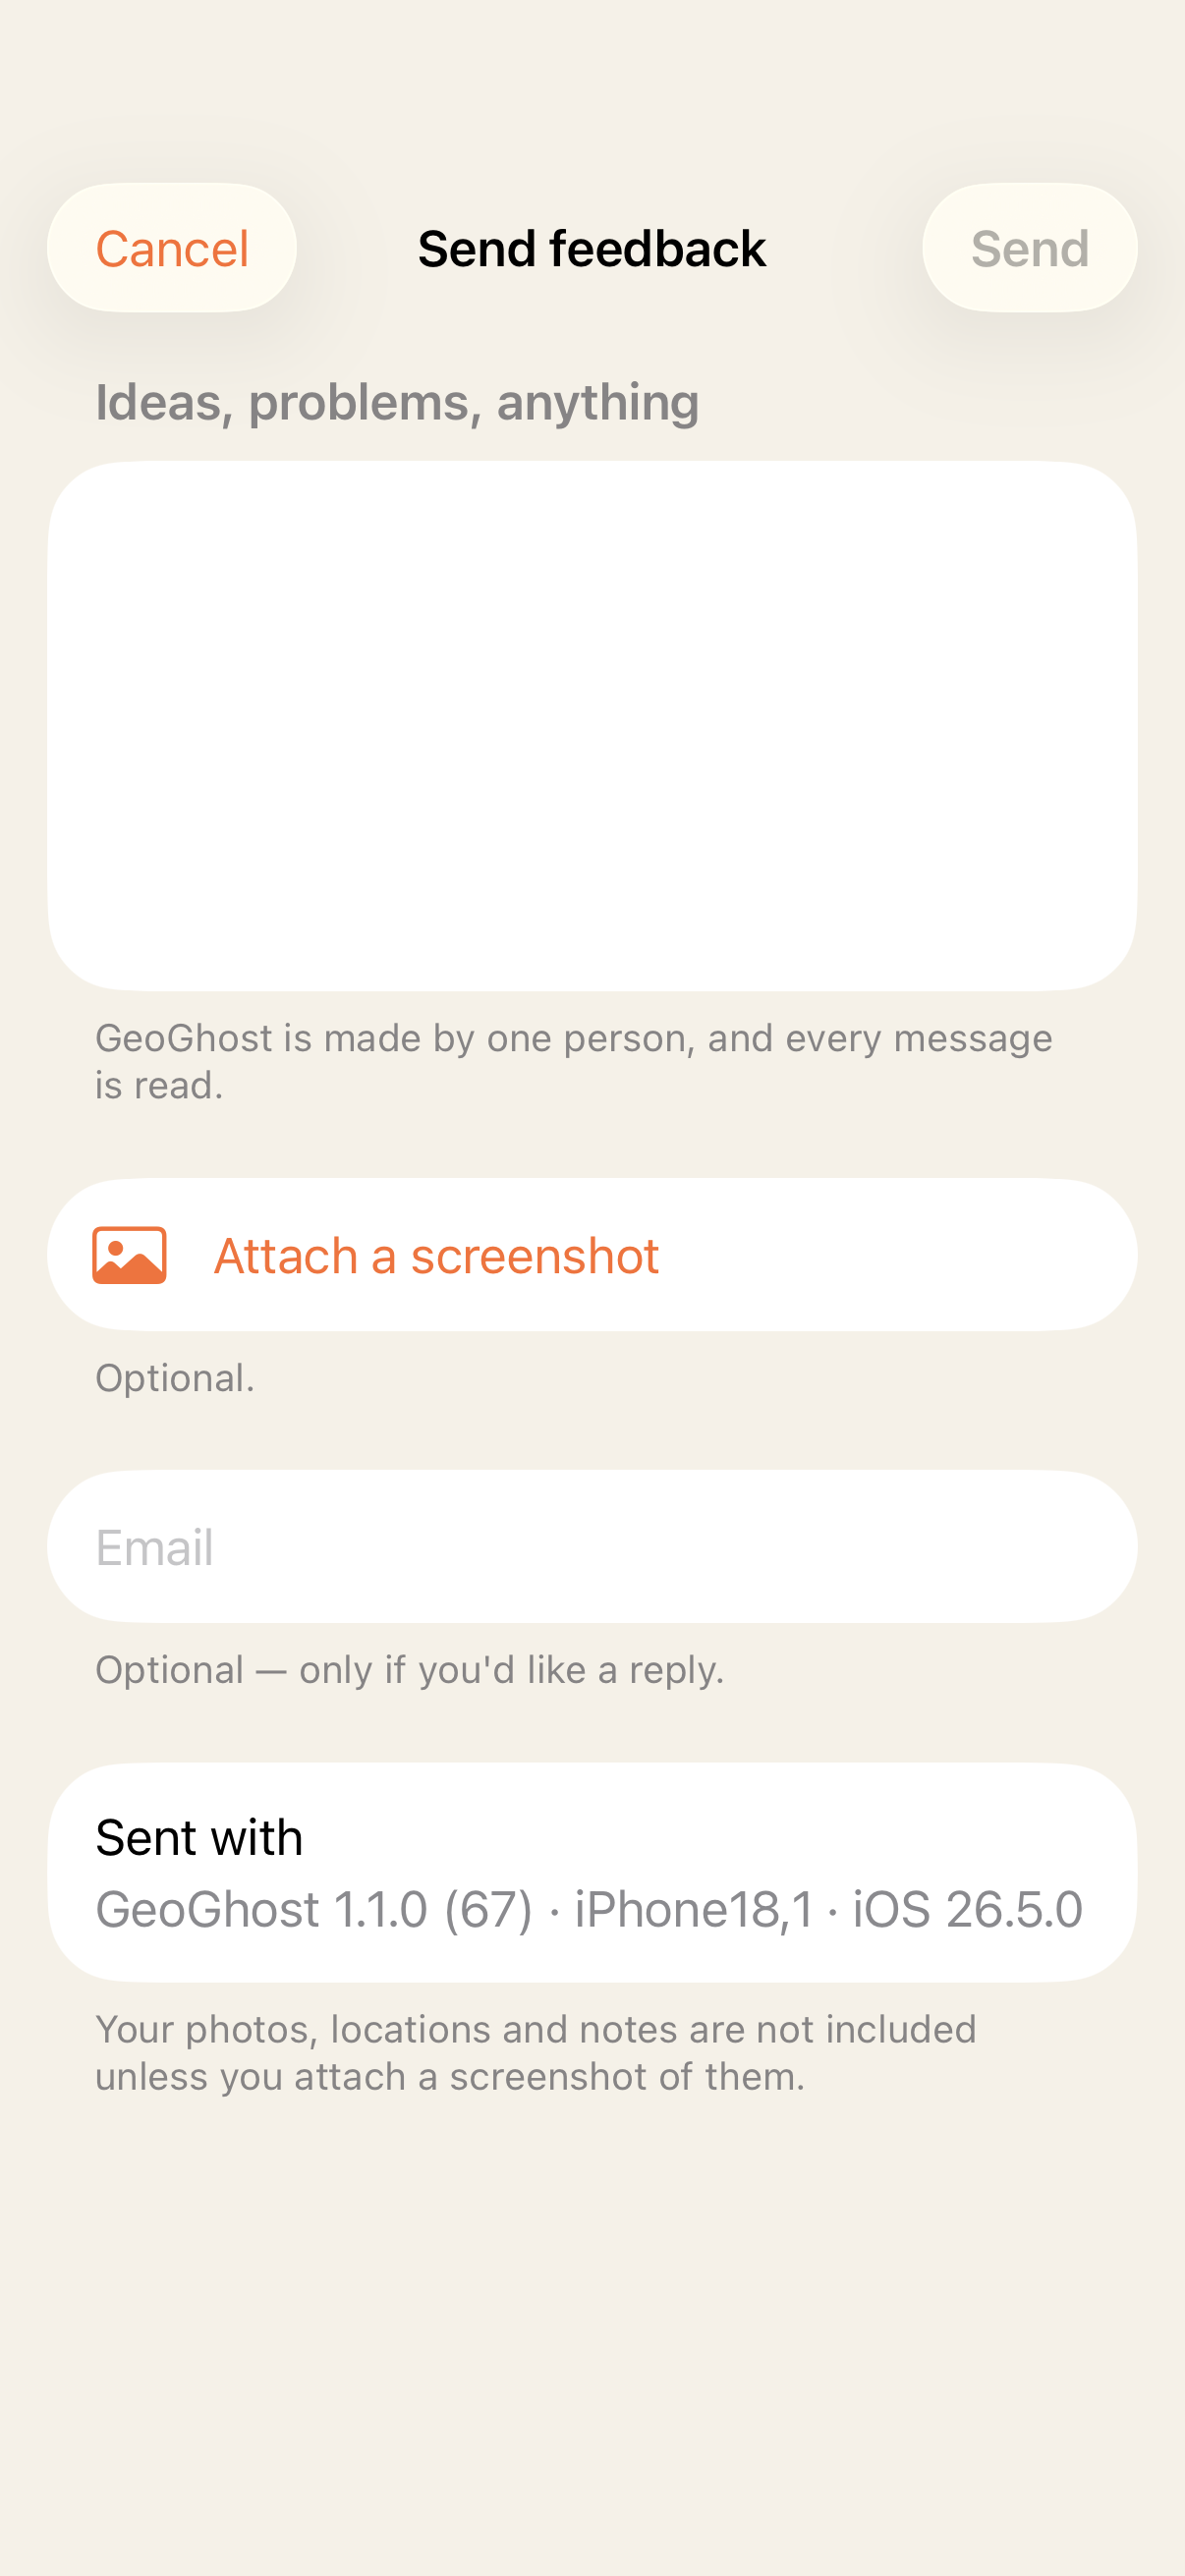 Cancel
Send feedback
Send
Ideas, problems, anything
GeoGhost is made by one person, and every message
is read.
Attach a screenshot
Optional.
Email
Optional — only if you'd like a reply.
Sent with
GeoGhost 1.1.0 (67) · iPhone18,1 · iOS 26.5.0
Your photos, locations and notes are not included
unless you attach a screenshot of them.